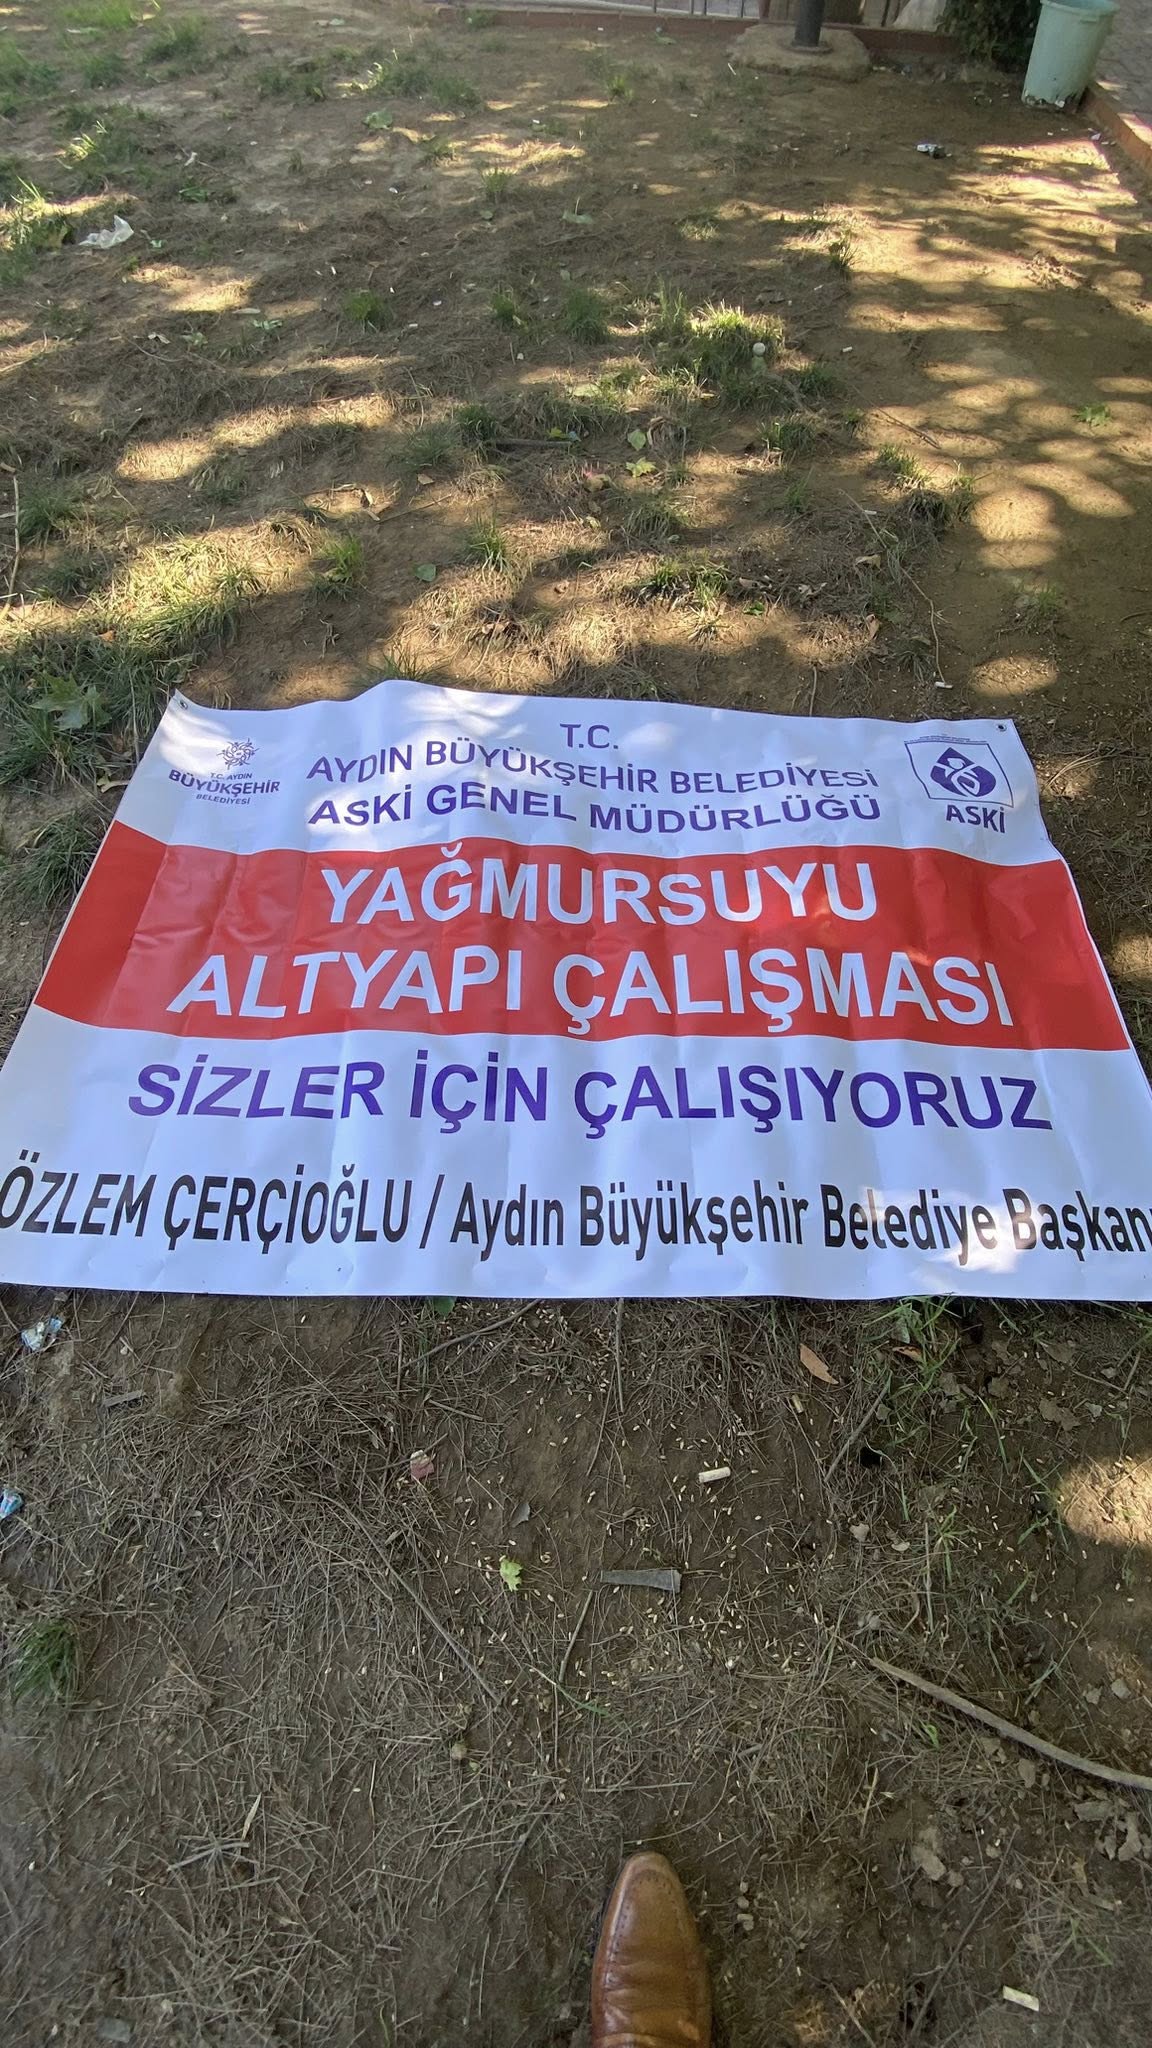 T.C.
AYDIN BÜYÜKŞEHİR BELEDİYESİ
ASKİ GENEL MÜDÜRLÜĞÜ
T.C. AYDIN
BÜYÜKŞEHİR
BELEDİYESİ
ASKİ
YAĞMURSUYU
ALTYAPI ÇALIŞMASI
SİZLER İÇİN ÇALIŞIYORUZ
ÖZLEM ÇERÇİOĞLU / Aydın Büyükşehir Belediye Başkanı